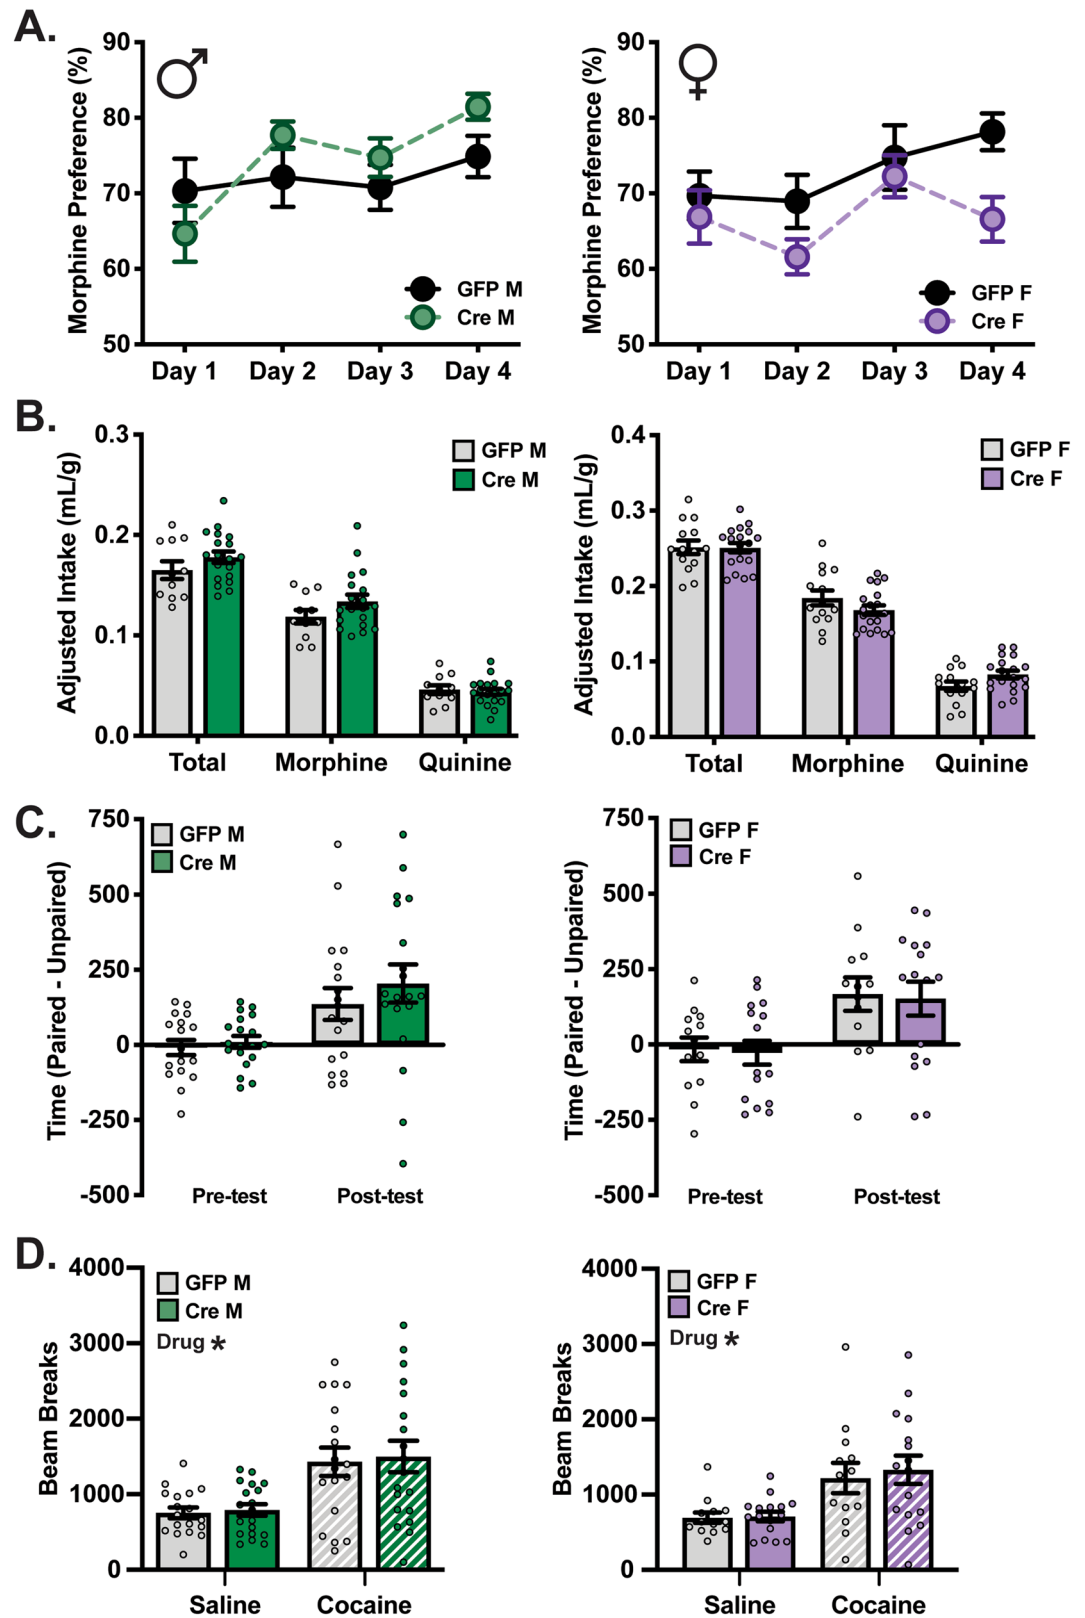 A.
90
80
70
60
50
Morphine Preference (%)
GFP M
Cre M
Day 1 Day 2 Day 3 Day 4
90
80
70
60
50
Morphine Preference (%)
GFP F
Cre F
Day 1 Day 2 Day 3 Day 4
B.
0.3
0.2
0.1
0.0
Adjusted Intake (mL/g)
GFP M
Cre M
Total Morphine Quinine
0.4
0.3
0.2
0.1
0.0
Adjusted Intake (mL/g)
GFP F
Cre F
Total Morphine Quinine
C.
750
500
250
0
-250
-500
Time (Paired - Unpaired)
GFP M
Cre M
Pre-test Post-test
750
500
250
0
-250
-500
Time (Paired - Unpaired)
GFP F
Cre F
Pre-test Post-test
D.
4000
3000
2000
1000
0
Beam Breaks
GFP M
Cre M
Drug *
Saline Cocaine
4000
3000
2000
1000
0
Beam Breaks
GFP F
Cre F
Drug *
Saline Cocaine